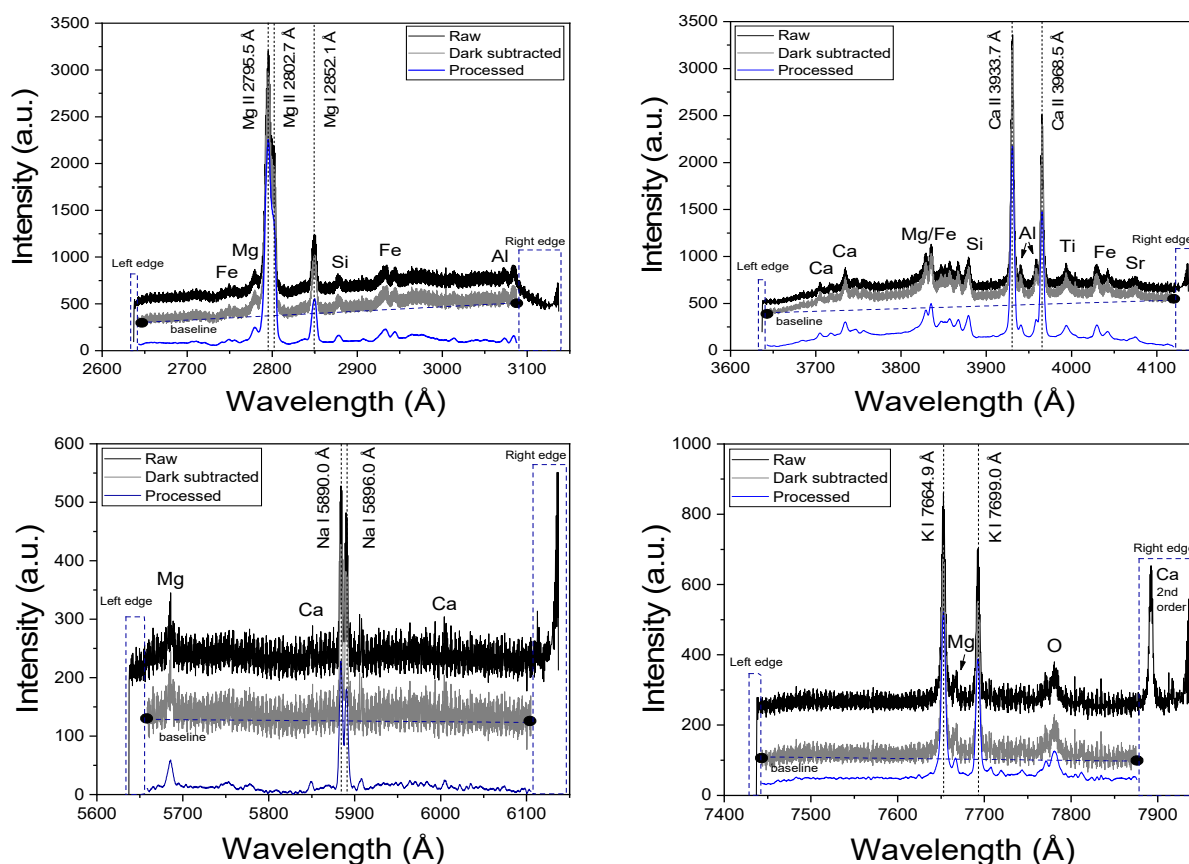 3500
3000
2500
2000
1500
1000
500
0
Intensity (a.u.)
Raw
Dark subtracted
Processed
Mg II 2795.5 Å
Mg II 2802.7 Å
Mg I 2852.1 Å
Left edge
Right edge
Fe
Mg
Si
Fe
Al
baseline
2600 2700 2800 2900 3000 3100
Wavelength (Å)
3500
3000
2500
2000
1500
1000
500
0
Intensity (a.u.)
Raw
Dark subtracted
Processed
Ca II 3933.7 Å
Ca II 3968.5 Å
Left edge
Right edge
Ca
Ca
Mg/Fe
Si
Al
Ti
Fe
Sr
baseline
3600 3700 3800 3900 4000 4100
Wavelength (Å)
600
500
400
300
200
100
0
Intensity (a.u.)
Raw
Dark subtracted
Processed
Na I 5890.0 Å
Na I 5896.0 Å
Right edge
Left edge
Mg
Ca
Ca
baseline
5600 5700 5800 5900 6000 6100
Wavelength (Å)
1000
800
600
400
200
0
Intensity (a.u.)
Raw
Dark subtracted
Processed
K I 7664.9 Å
K I 7699.0 Å
Right edge
Ca
2nd
order
Left edge
Mg
O
baseline
7400 7500 7600 7700 7800 7900
Wavelength (Å)